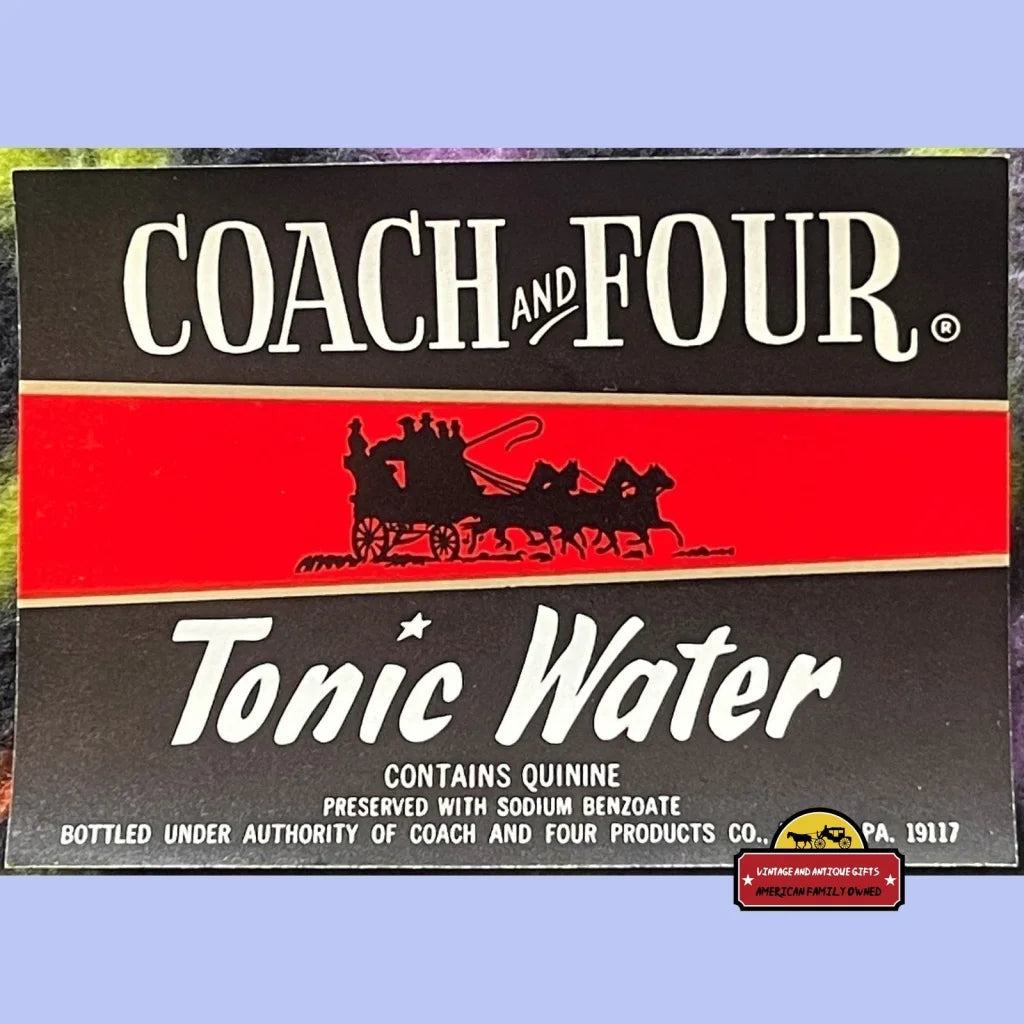 COACH AND FOUR ®
Tonic Water
CONTAINS QUININE
PRESERVED WITH SODIUM BENZOATE
BOTTLED UNDER AUTHORITY OF COACH AND FOUR PRODUCTS CO., PA. 19117
VINTAGE AND ANTIQUE GIFTS
AMERICAN FAMILY OWNED